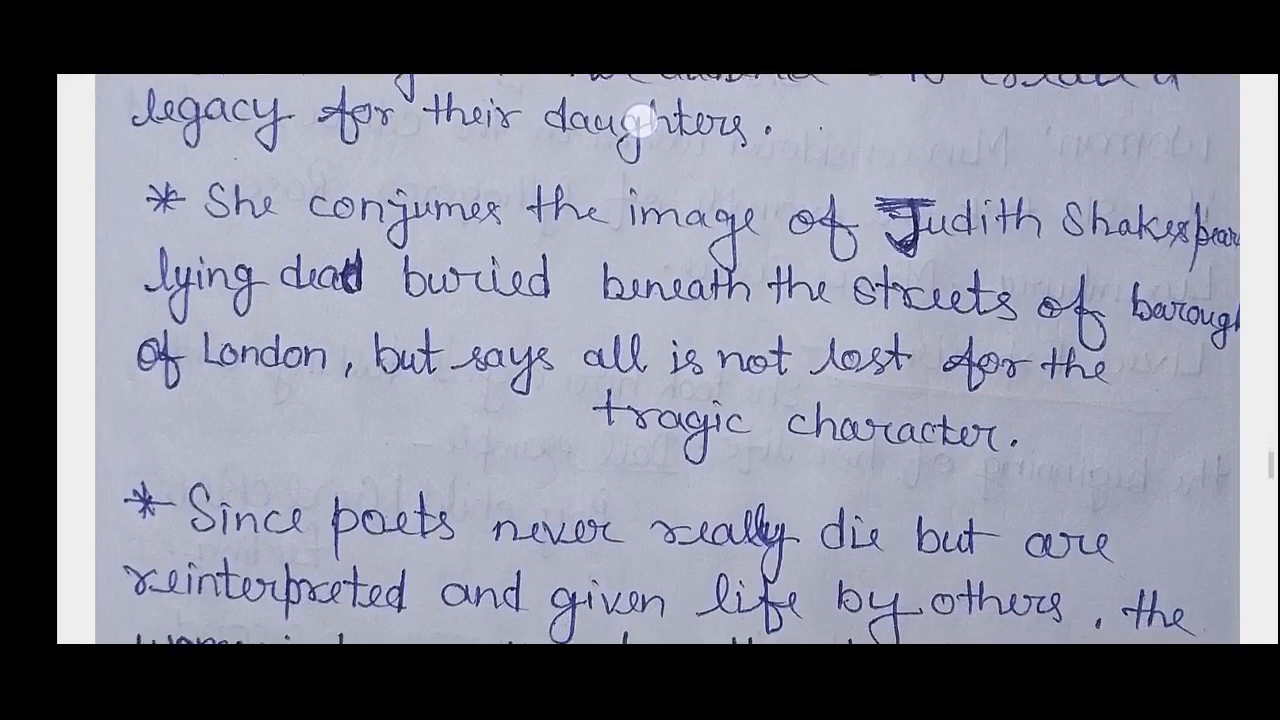 legacy for their daughters.
* She conjumes the image of Judith Shakespear
lying dead buried beneath the streets of baroug
of London, but says all is not lost for the
tragic character.
* Since poets never really die but are
reinterpreted and given life by others. the